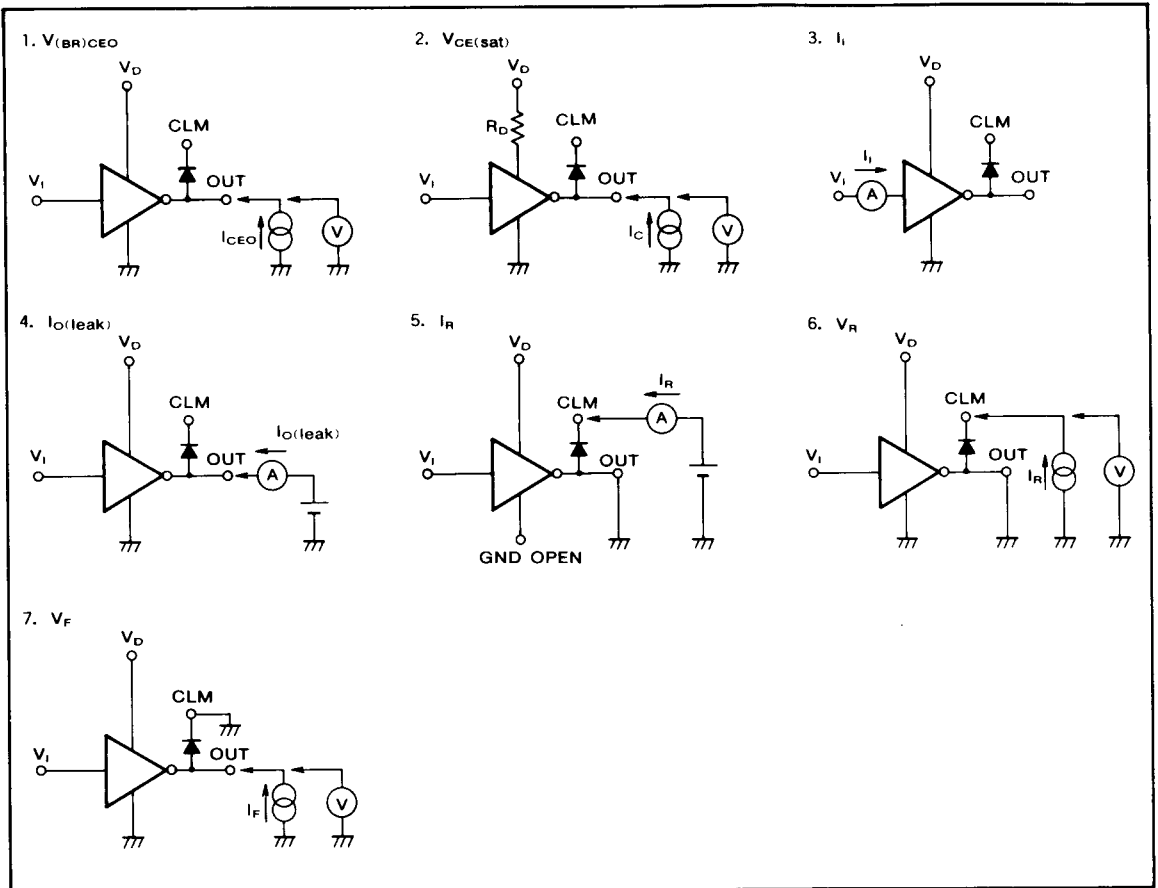 1. V(BR)CEO
VD
CLM
VI
OUT
ICEO
V
2. VCE(sat)
VD
RD
CLM
VI
OUT
IC
V
3. II
VD
CLM
II
VI
A
OUT
4. IO(leak)
VD
CLM
IO(leak)
VI
OUT
A
5. IR
VD
IR
CLM
A
VI
OUT
GND OPEN
6. VR
VD
CLM
VI
OUT
IR
V
7. VF
VD
CLM
VI
OUT
IF
V